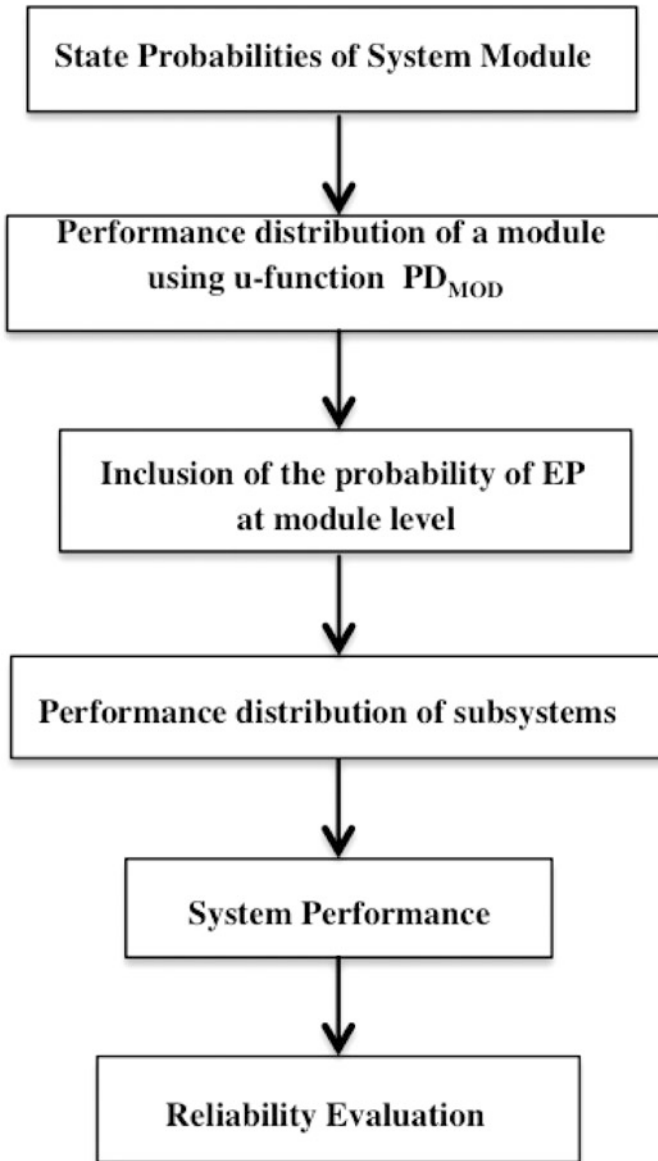 State Probabilities of System Module
Performance distribution of a module
using u-function PD_MOD
Inclusion of the probability of EP
at module level
Performance distribution of subsystems
System Performance
Reliability Evaluation